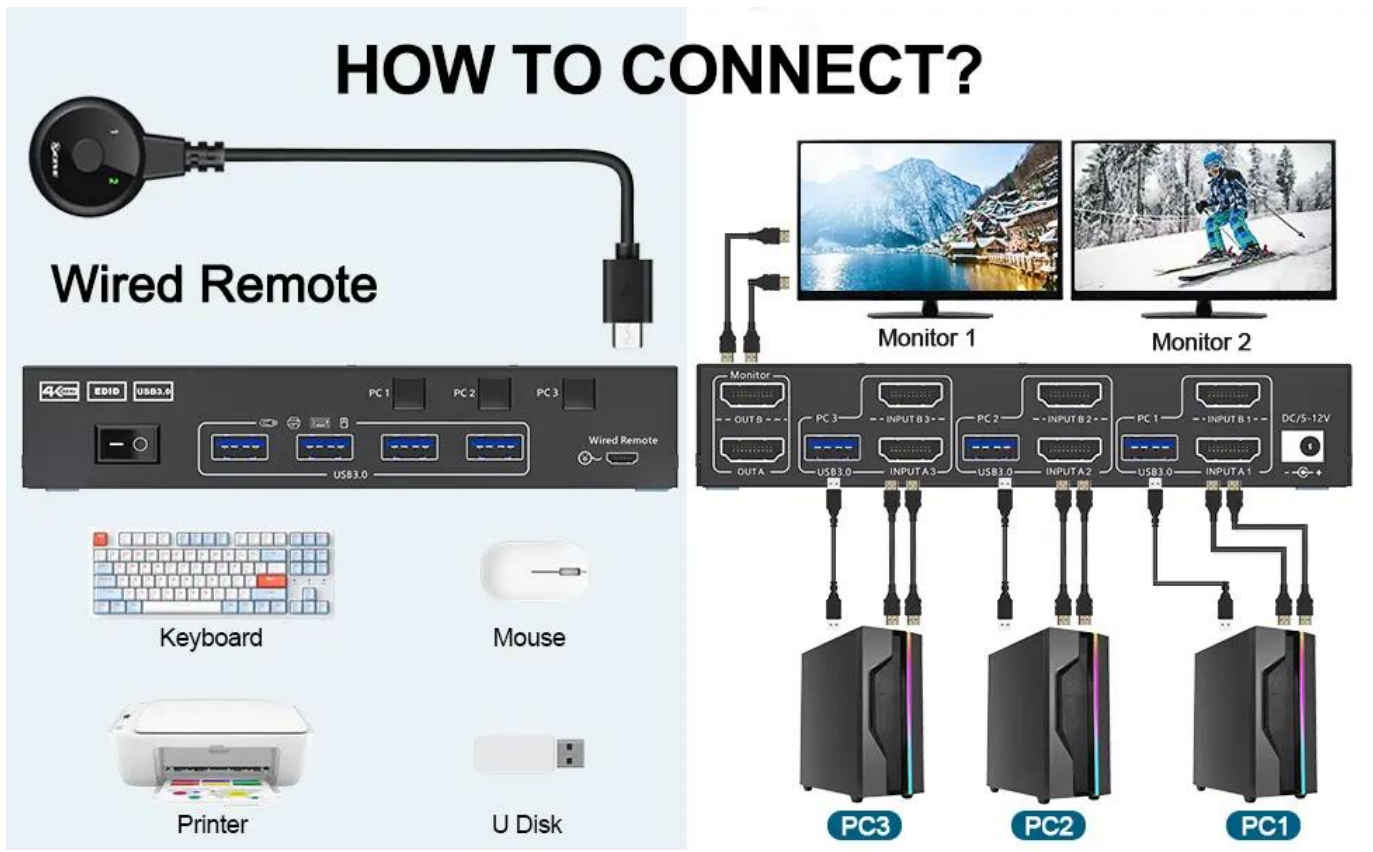 HOW TO CONNECT?
1
2
Wired Remote
4K
EDID
USB3.0
PC 1
PC 2
PC 3
Wired Remote
USB3.0
Keyboard
Mouse
Printer
U Disk
Monitor 1
Monitor 2
Monitor
OUT B
OUT A
PC 3
INPUT B 3
USB3.0
INPUT A 3
PC 2
INPUT B 2
USB3.0
INPUT A 2
PC 1
INPUT B 1
USB3.0
INPUT A 1
DC/5-12V
- +
PC3
PC2
PC1